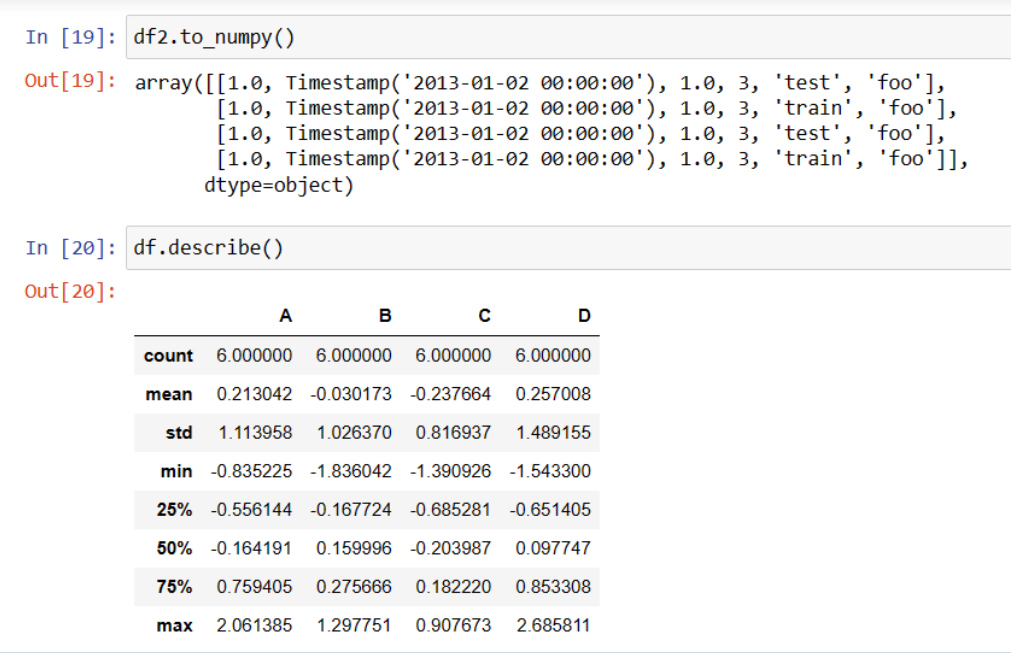 In [19]: df2.to_numpy()
Out[19]: array([[1.0, Timestamp('2013-01-02 00:00:00'), 1.0, 3, 'test', 'foo'],
[1.0, Timestamp('2013-01-02 00:00:00'), 1.0, 3, 'train', 'foo'],
[1.0, Timestamp('2013-01-02 00:00:00'), 1.0, 3, 'test', 'foo'],
[1.0, Timestamp('2013-01-02 00:00:00'), 1.0, 3, 'train', 'foo']],
dtype=object)
In [20]: df.describe()
Out[20]:
A B C D
count 6.000000 6.000000 6.000000 6.000000
mean 0.213042 -0.030173 -0.237664 0.257008
std 1.113958 1.026370 0.816937 1.489155
min -0.835225 -1.836042 -1.390926 -1.543300
25% -0.556144 -0.167724 -0.685281 -0.651405
50% -0.164191 0.159996 -0.203987 0.097747
75% 0.759405 0.275666 0.182220 0.853308
max 2.061385 1.297751 0.907673 2.685811